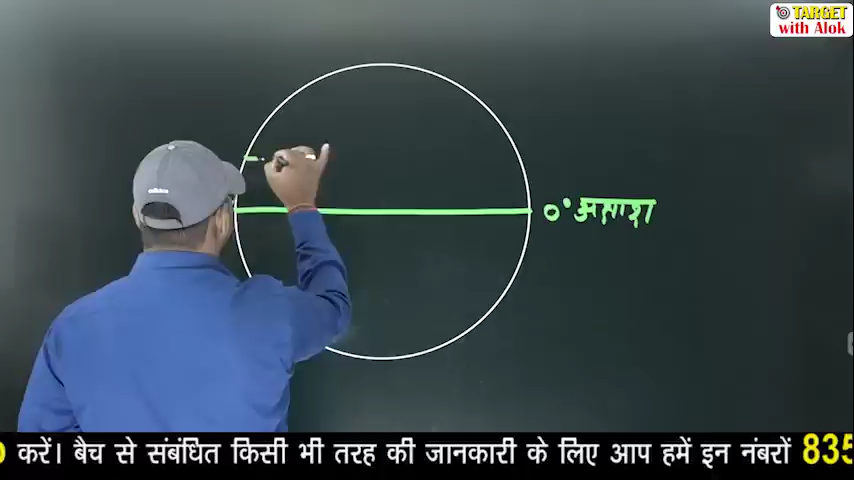 TARGET
with Alok
0° अक्षांश
करें। बैच से संबंधित किसी भी तरह की जानकारी के लिए आप हमें इन नंबरों 835